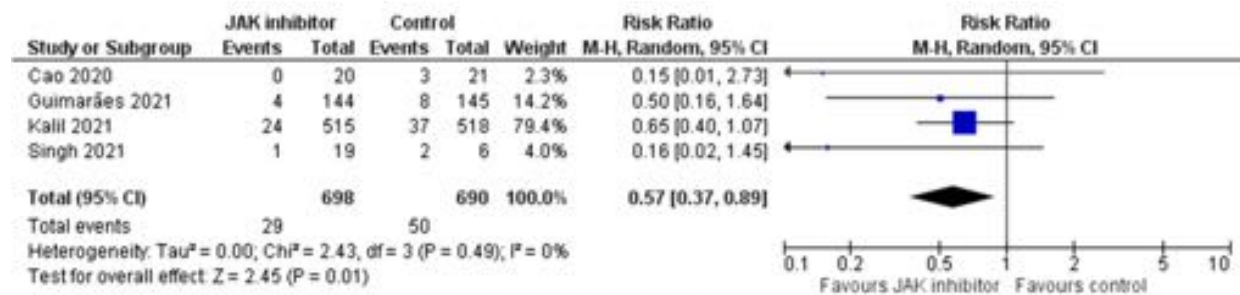 JAK inhibitor Control Risk Ratio Risk Ratio
Study or Subgroup Events Total Events Total Weight M-H, Random, 95% CI M-H, Random, 95% CI
Cao 2020 0 20 3 21 2.3% 0.15 [0.01, 2.73]
Guimarães 2021 4 144 8 145 14.2% 0.50 [0.16, 1.64]
Kalil 2021 24 515 37 518 79.4% 0.65 [0.40, 1.07]
Singh 2021 1 19 2 6 4.0% 0.16 [0.02, 1.45]
Total (95% CI) 698 690 100.0% 0.57 [0.37, 0.89]
Total events 29 50
Heterogeneity: Tau² = 0.00; Chi² = 2.43, df = 3 (P = 0.49); I² = 0%
Test for overall effect: Z = 2.45 (P = 0.01)
0.1 0.2 0.5 1 2 5 10
Favours JAK inhibitor Favours control